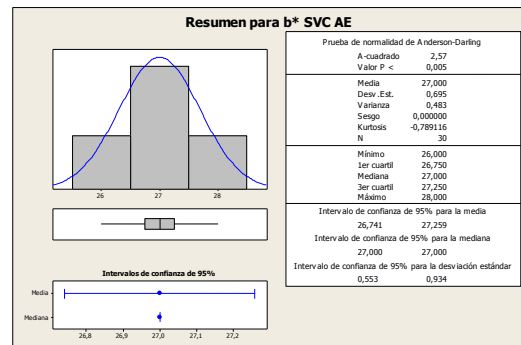 Resumen para b* SVC AE
26 27 28
Intervalos de confianza de 95%
Media
Mediana
26,8 26,9 27,0 27,1 27,2
Prueba de normalidad de Anderson-Darling
A-cuadrado 2,57
Valor P < 0,005
Media 27,000
Desv.Est. 0,695
Varianza 0,483
Sesgo 0,000000
Kurtosis -0,789116
N 30
Mínimo 26,000
1er cuartil 26,750
Mediana 27,000
3er cuartil 27,250
Máximo 28,000
Intervalo de confianza de 95% para la media
26,741 27,259
Intervalo de confianza de 95% para la mediana
27,000 27,000
Intervalo de confianza de 95% para la desviación estándar
0,553 0,934